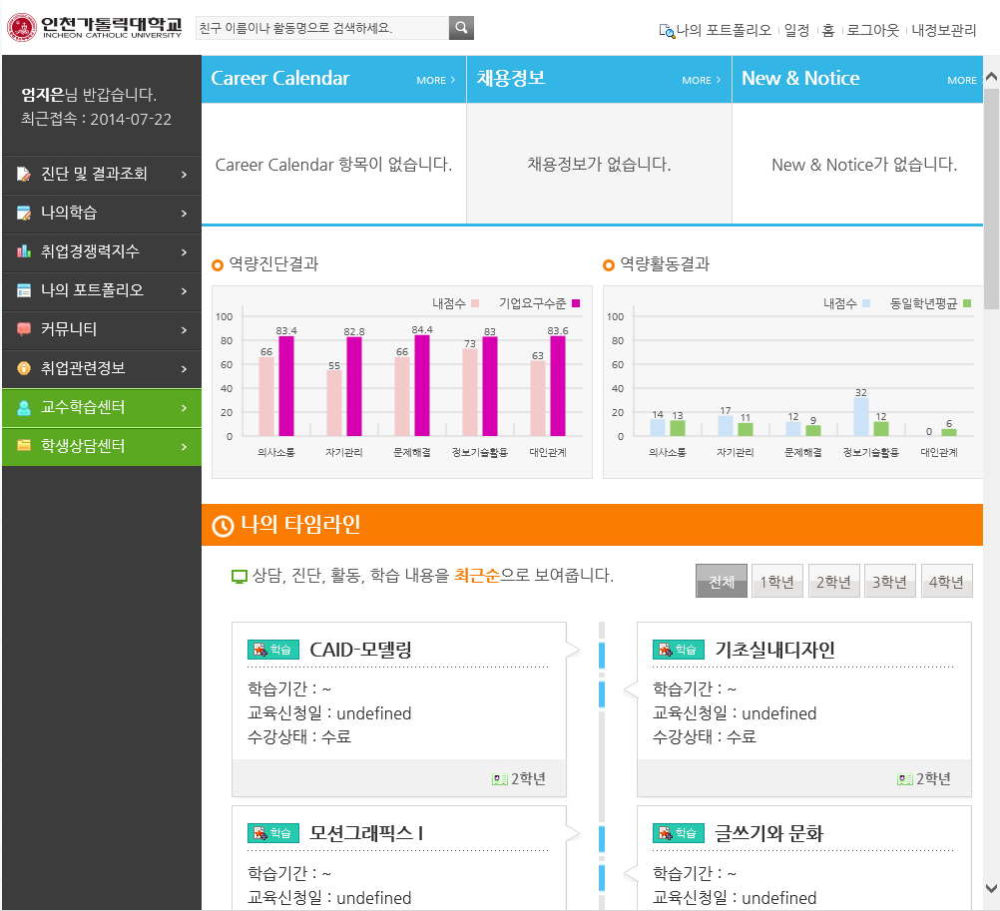 인천가톨릭대학교
INCHEON CATHOLIC UNIVERSITY
친구 이름이나 활동명으로 검색하세요.
나의 포트폴리오 일정 홈 로그아웃 내정보관리
엄지은님 반갑습니다.
최근접속 : 2014-07-22
진단 및 결과조회
나의학습
취업경쟁력지수
나의 포트폴리오
커뮤니티
취업관련정보
교수학습센터
학생상담센터
Career Calendar MORE
채용정보 MORE
New & Notice MORE
Career Calendar 항목이 없습니다.
채용정보가 없습니다.
New & Notice가 없습니다.
역량진단결과
내점수 기업요구수준
100
80
60
40
20
0
66 83.4
55 82.8
66 84.4
73 83
63 83.6
의사소통 자기관리 문제해결 정보기술활용 대인관계
역량활동결과
내점수 동일학년평균
100
80
60
40
20
0
14 13
17 11
12 9
32 12
0 6
의사소통 자기관리 문제해결 정보기술활용 대인관계
나의 타임라인
상담, 진단, 활동, 학습 내용을 최근순으로 보여줍니다.
전체 1학년 2학년 3학년 4학년
학습 CAID-모델링
학습기간 : ~
교육신청일 : undefined
수강상태 : 수료
2학년
학습 기초실내디자인
학습기간 : ~
교육신청일 : undefined
수강상태 : 수료
2학년
학습 모션그래픽스 I
학습기간 : ~
교육신청일 : undefined
학습 글쓰기와 문화
학습기간 : ~
교육신청일 : undefined